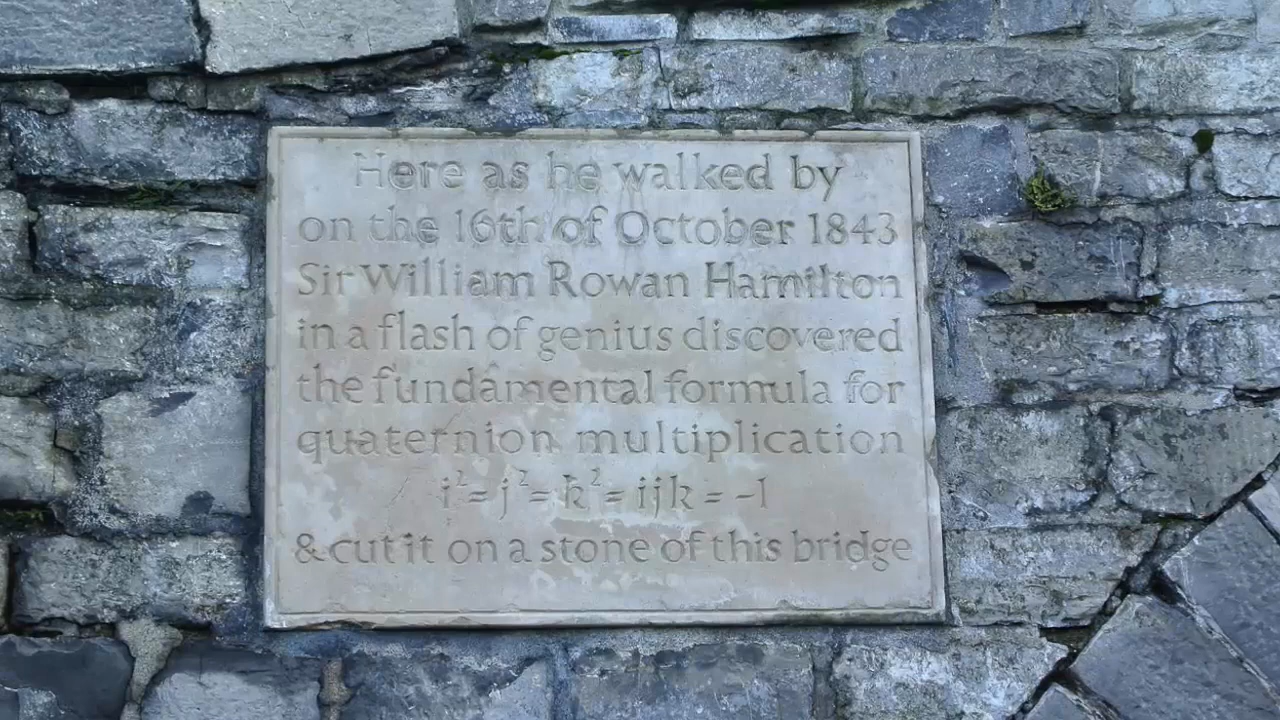 Here as he walked by
on the 16th of October 1843
Sir William Rowan Hamilton
in a flash of genius discovered
the fundamental formula for
quaternion multiplication
i² = j² = k² = ijk = -1
& cut it on a stone of this bridge